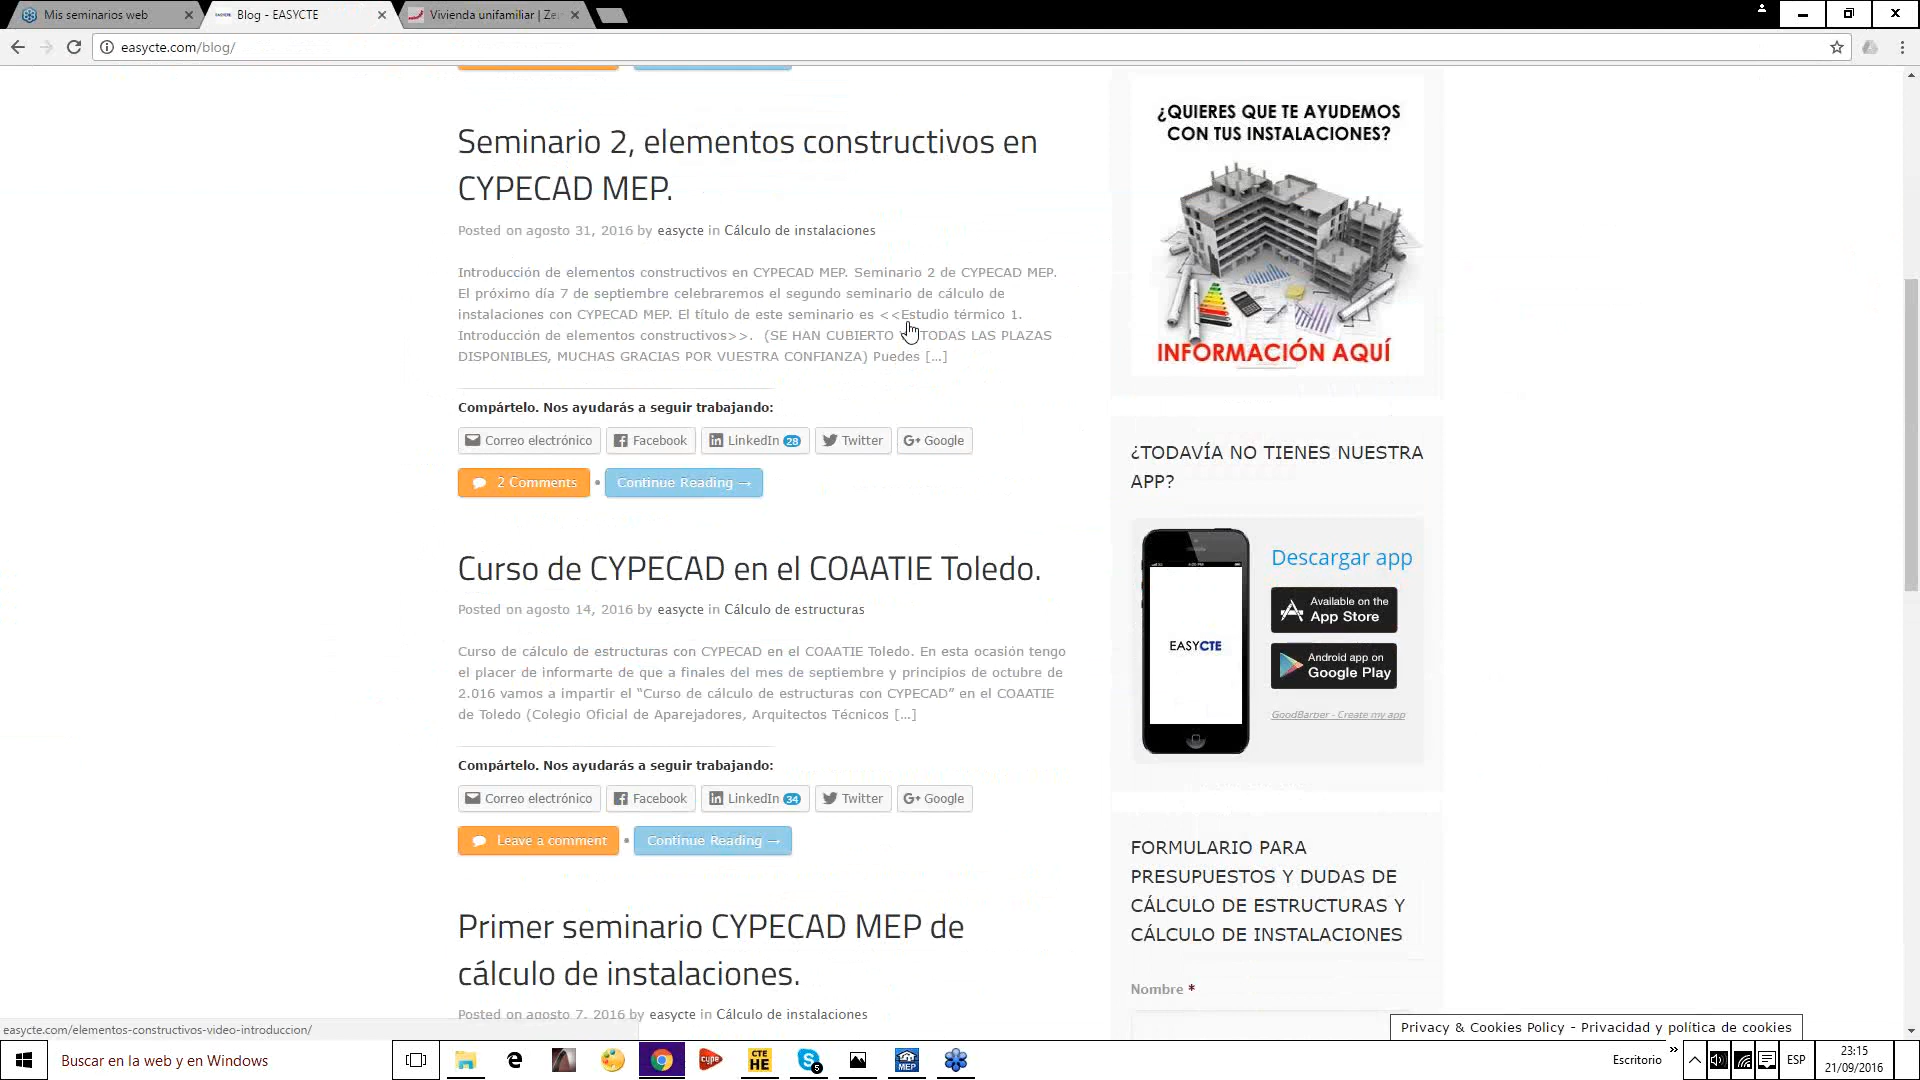 Mis seminarios web
EASYCTE
Blog - EASYCTE
Vivienda unifamiliar | Ze
easycte.com/blog/
Seminario 2, elementos constructivos en
CYPECAD MEP.
Posted on agosto 31, 2016 by easycte in Cálculo de instalaciones
Introducción de elementos constructivos en CYPECAD MEP. Seminario 2 de CYPECAD MEP.
El próximo día 7 de septiembre celebraremos el segundo seminario de cálculo de
instalaciones con CYPECAD MEP. El título de este seminario es <<Estudio térmico 1.
Introducción de elementos constructivos>>. (SE HAN CUBIERTO TODAS LAS PLAZAS
DISPONIBLES, MUCHAS GRACIAS POR VUESTRA CONFIANZA) Puedes [...]
Compártelo. Nos ayudarás a seguir trabajando:
Correo electrónico Facebook LinkedIn 28 Twitter G+ Google
2 Comments • Continue Reading →
Curso de CYPECAD en el COAATIE Toledo.
Posted on agosto 14, 2016 by easycte in Cálculo de estructuras
Curso de cálculo de estructuras con CYPECAD en el COAATIE Toledo. En esta ocasión tengo
el placer de informarte de que a finales del mes de septiembre y principios de octubre de
2.016 vamos a impartir el “Curso de cálculo de estructuras con CYPECAD” en el COAATIE
de Toledo (Colegio Oficial de Aparejadores, Arquitectos Técnicos [...]
Compártelo. Nos ayudarás a seguir trabajando:
Correo electrónico Facebook LinkedIn 34 Twitter G+ Google
Leave a comment • Continue Reading →
Primer seminario CYPECAD MEP de
cálculo de instalaciones.
Posted on agosto 7, 2016 by easycte in Cálculo de instalaciones
¿QUIERES QUE TE AYUDEMOS
CON TUS INSTALACIONES?
INFORMACIÓN AQUÍ
¿TODAVÍA NO TIENES NUESTRA
APP?
EASYCTE
Descargar app
Available on the
App Store
Android app on
Google Play
GoodBarber - Create my app
FORMULARIO PARA
PRESUPUESTOS Y DUDAS DE
CÁLCULO DE ESTRUCTURAS Y
CÁLCULO DE INSTALACIONES
Nombre *
easycte.com/elementos-constructivos-video-introduccion/
Privacy & Cookies Policy - Privacidad y política de cookies
Buscar en la web y en Windows
cype
CTE
HE
5
MEP
Escritorio
ESP
23:15
21/09/2016